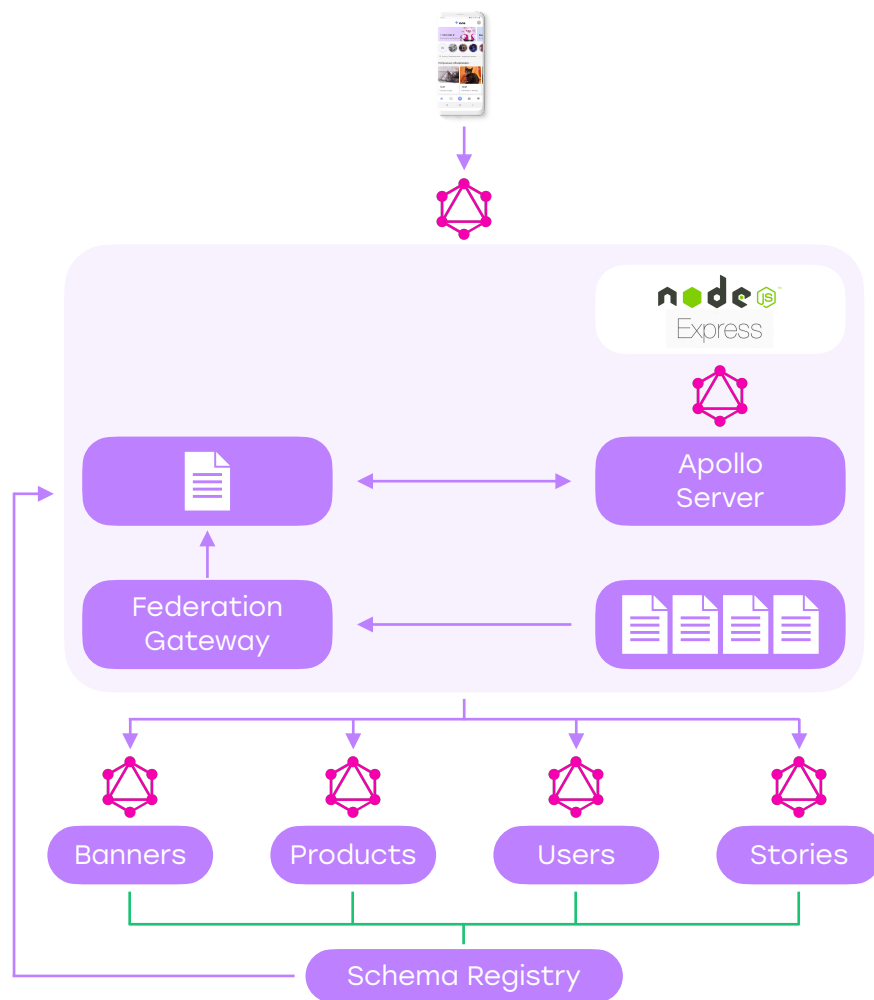 node
JS
Express
Apollo
Server
Federation
Gateway
Banners
Products
Users
Stories
Schema Registry